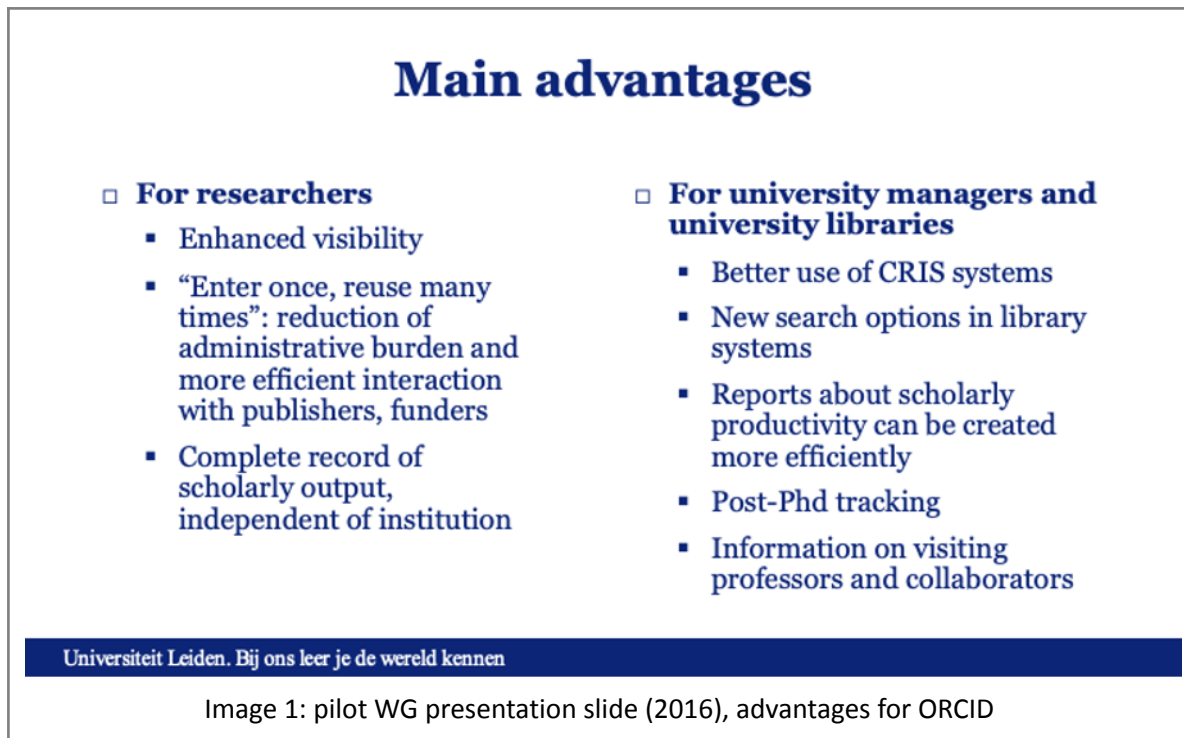 Main advantages
□ For researchers
▪ Enhanced visibility
▪ “Enter once, reuse many
times”: reduction of
administrative burden and
more efficient interaction
with publishers, funders
▪ Complete record of
scholarly output,
independent of institution
□ For university managers and
university libraries
▪ Better use of CRIS systems
▪ New search options in library
systems
▪ Reports about scholarly
productivity can be created
more efficiently
▪ Post-Phd tracking
▪ Information on visiting
professors and collaborators
Universiteit Leiden. Bij ons leer je de wereld kennen
Image 1: pilot WG presentation slide (2016), advantages for ORCID